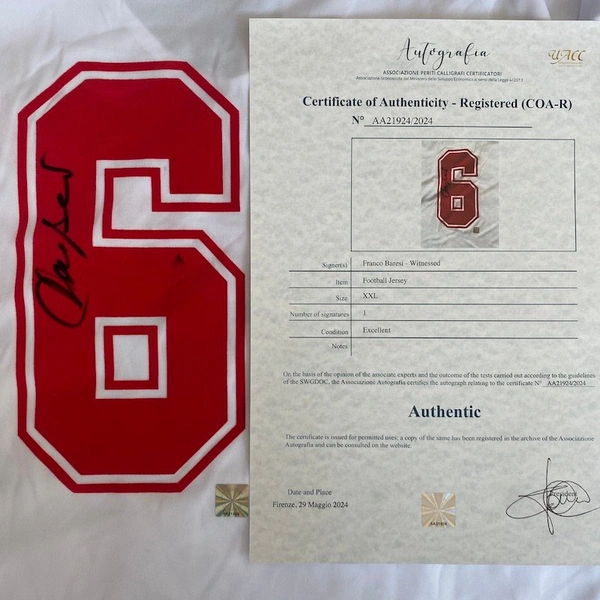 6
Autografia
UACC
ASSOCIAZIONE PERITI CALLIGRAFI CERTIFICATORI
Certificate of Authenticity - Registered (COA-R)
N° AA21924/2024
6
Signer(s) Franco Baresi - Witnessed
Item Football Jersey
Size XXL
Number of signatures 1
Condition Excellent
Notes
On the basis of the opinion of the associate experts and the outcome of the tests carried out according to the guidelines
of the SWGDOC, the Associazione Autografia certifies the autograph relating to the certificate N° AA21924/2024
Authentic
The certificate is issued for permitted uses; a copy of the same has been registered in the archive of the Associazione
Autografia and can be consulted on the website.
Date and Place
Firenze, 29 Maggio 2024
President